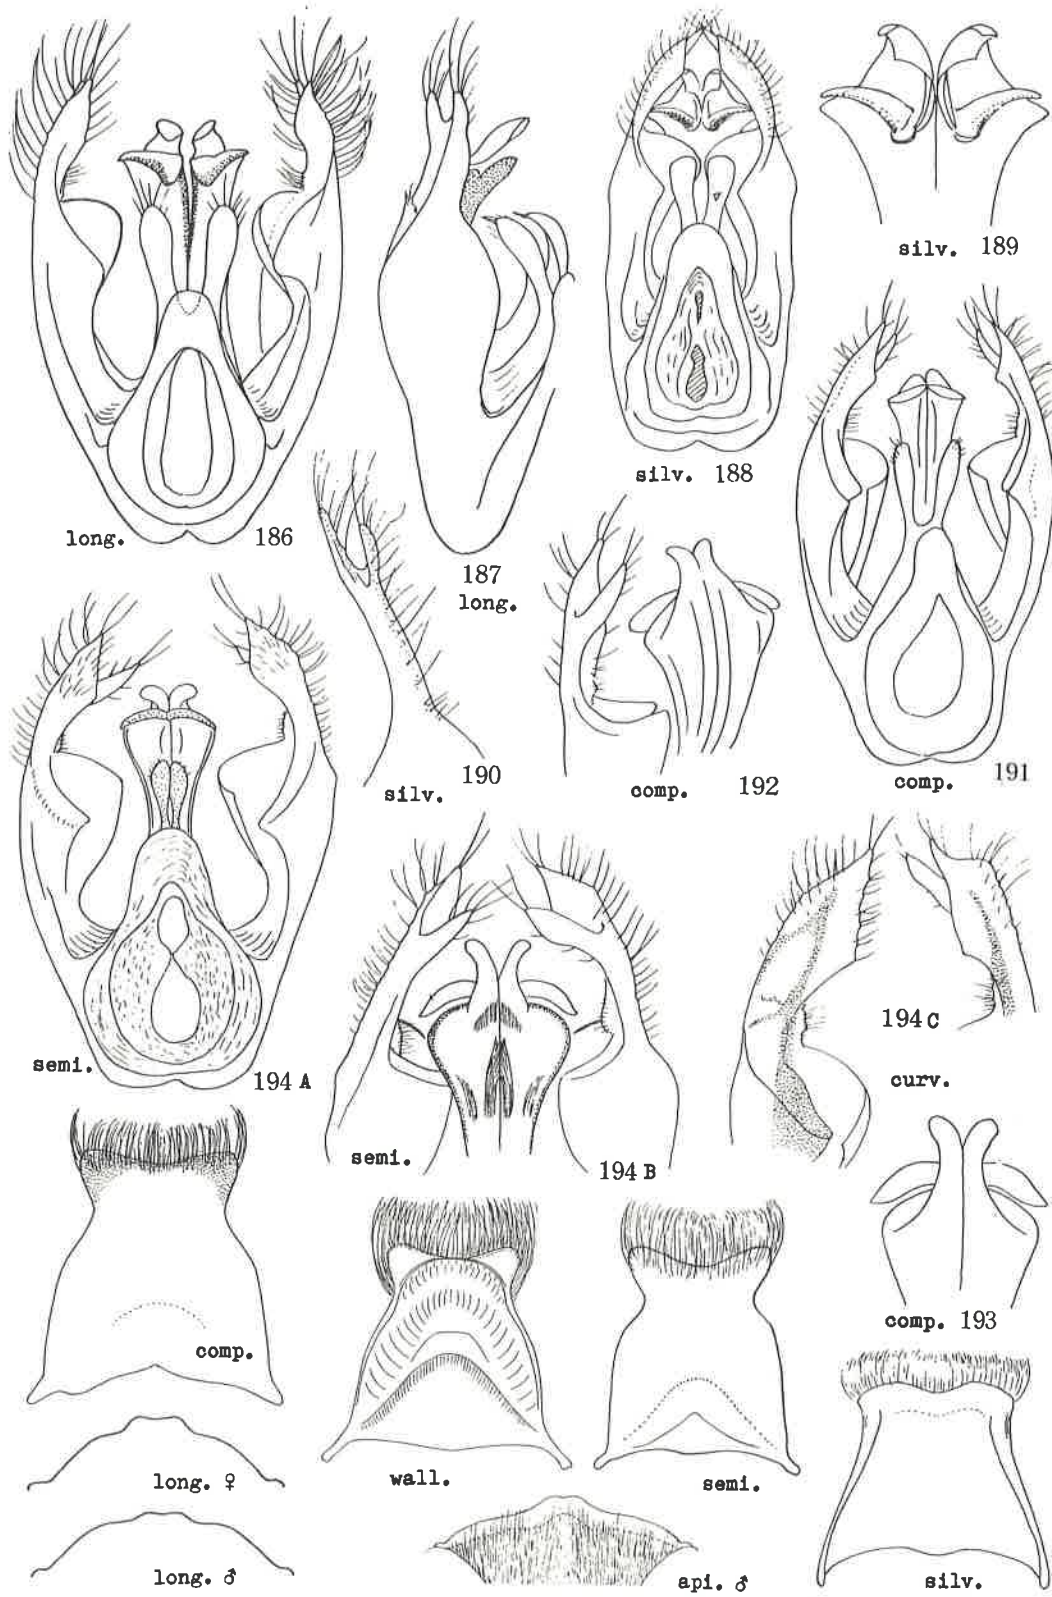 silv. 189
long. 186
187
long.
silv. 188
silv. 190
comp. 192
comp. 191
semi. 194 A
semi. 194 B
194 C
curv.
comp.
wall.
semi.
comp. 193
long. ♀
long. ♂
api. ♂
silv.